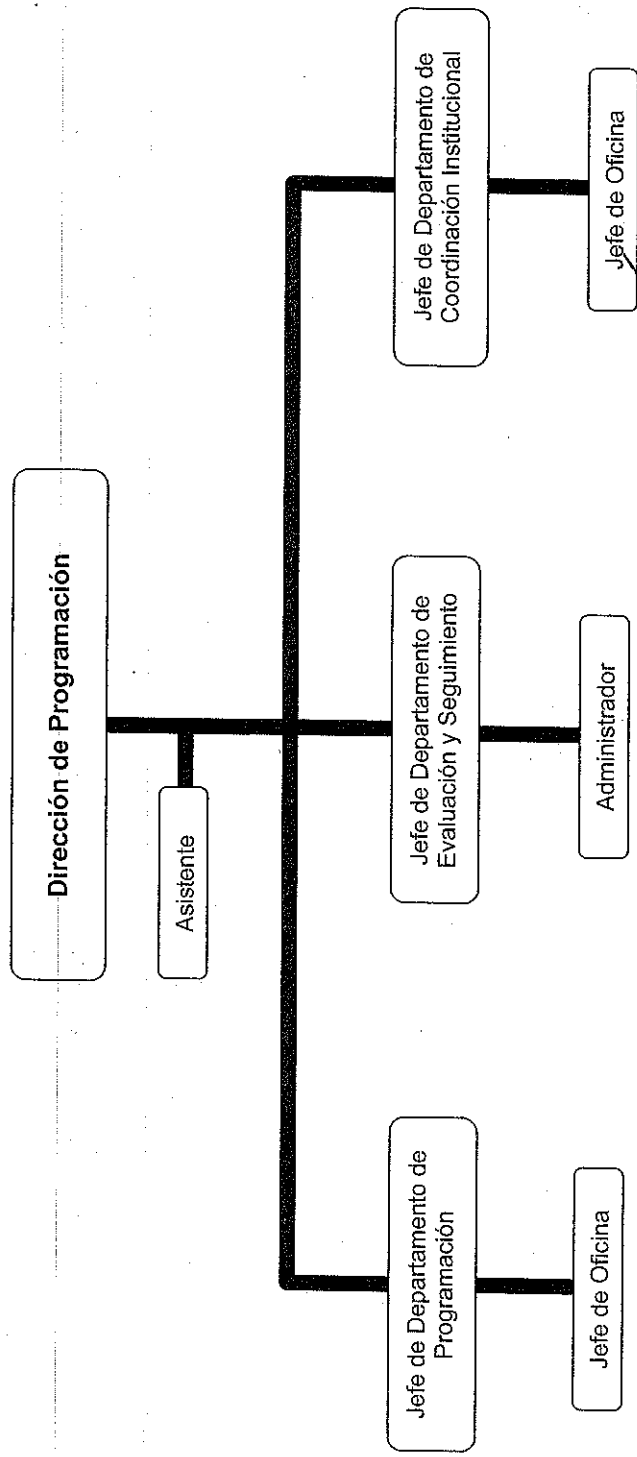 Dirección de Programación
Asistente
Jefe de Departamento de
Programación
Jefe de Departamento de
Evaluación y Seguimiento
Jefe de Departamento de
Coordinación Institucional
Jefe de Oficina
Administrador
Jefe de Oficina